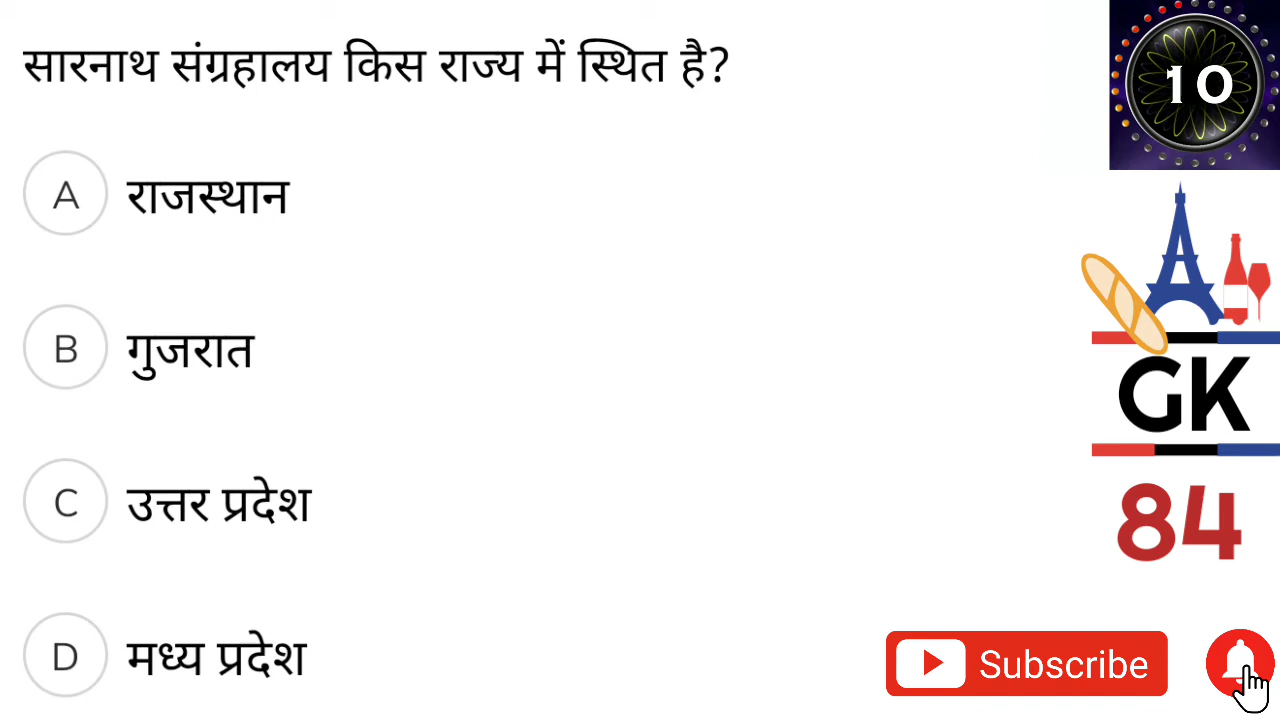 सारनाथ संग्रहालय किस राज्य में स्थित है?
10
A राजस्थान
B गुजरात
GK
C उत्तर प्रदेश
84
D मध्य प्रदेश
Subscribe